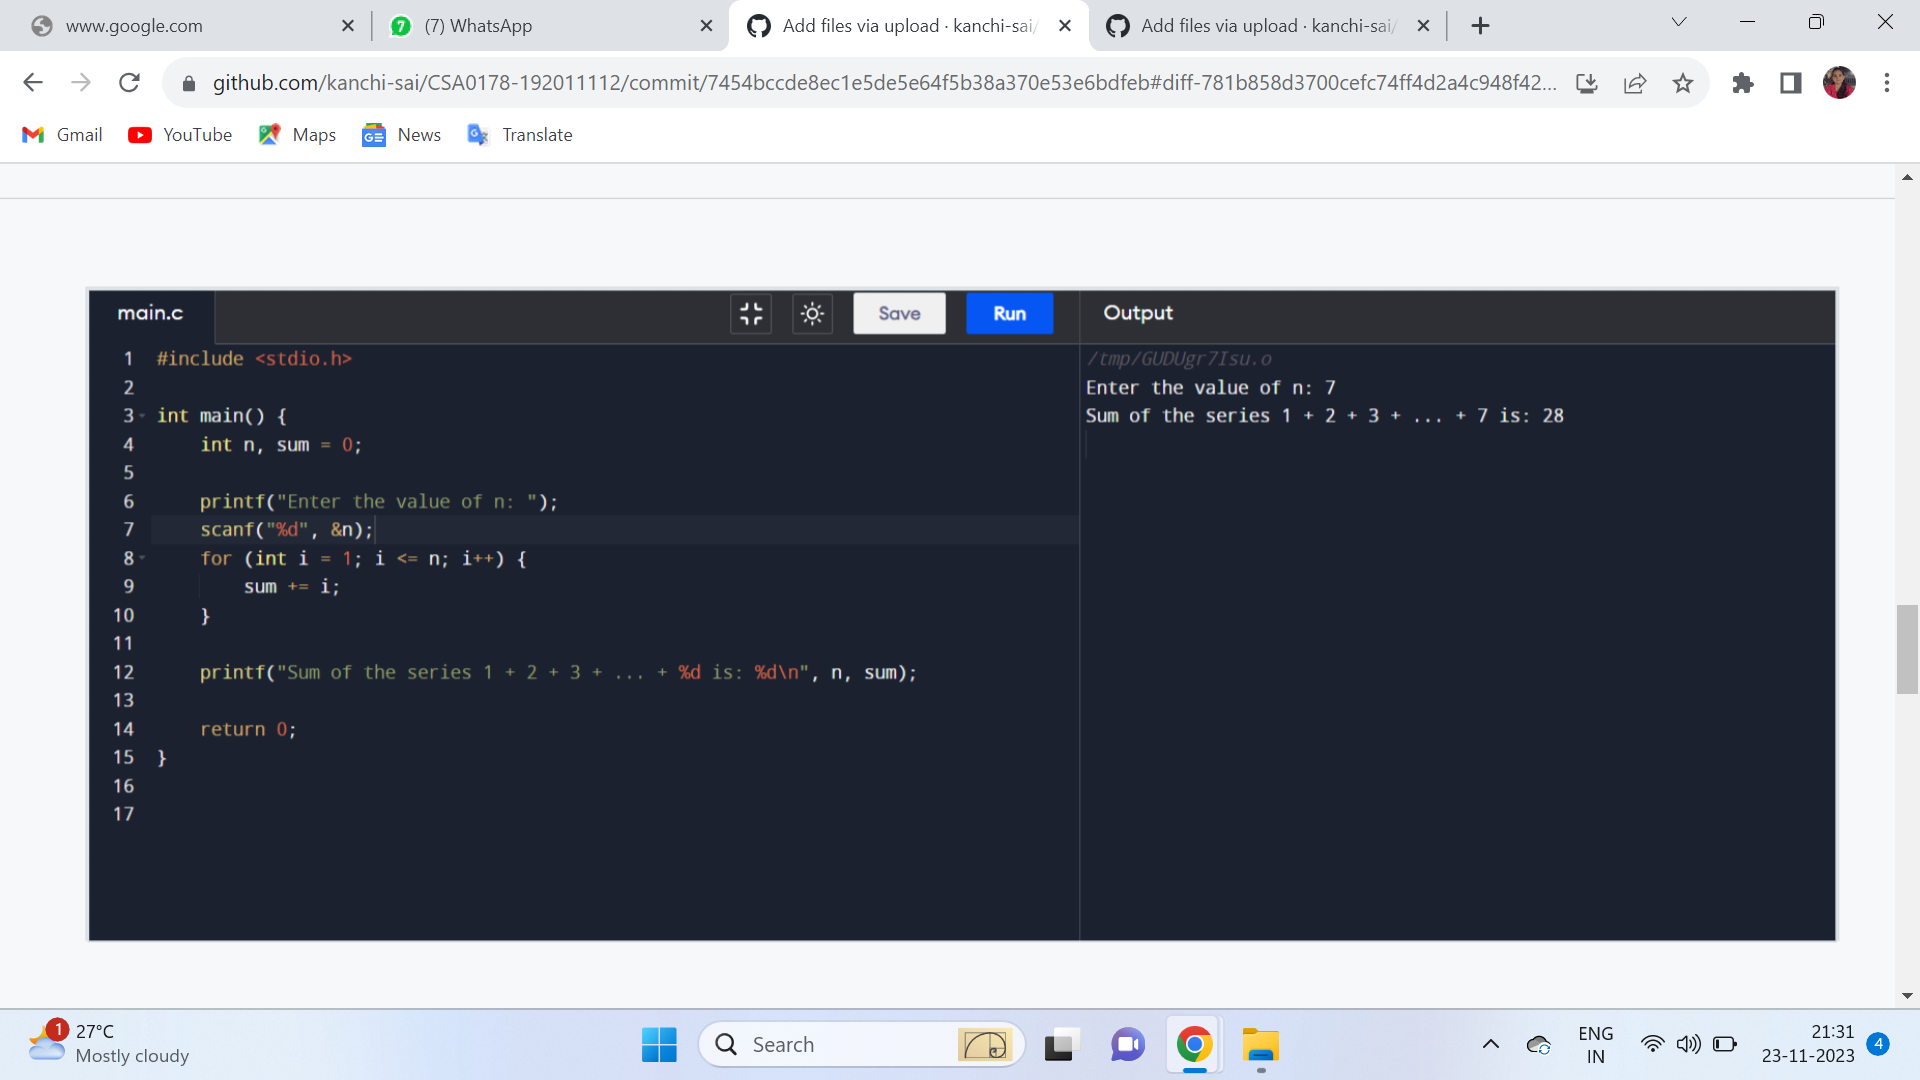 www.google.com
7 (7) WhatsApp
Add files via upload · kanchi-sai/
Add files via upload · kanchi-sai/
github.com/kanchi-sai/CSA0178-192011112/commit/7454bccde8ec1e5de5e64f5b38a370e53e6bdfeb#diff-781b858d3700cefc74ff4d2a4c948f42...
Gmail YouTube Maps News Translate
main.c
Save
Run
Output
1 #include <stdio.h>
2
3 int main() {
4     int n, sum = 0;
5
6     printf("Enter the value of n: ");
7     scanf("%d", &n);
8     for (int i = 1; i <= n; i++) {
9         sum += i;
10     }
11
12     printf("Sum of the series 1 + 2 + 3 + ... + %d is: %d\n", n, sum);
13
14     return 0;
15 }
16
17
/tmp/GUDUgr7Isu.o
Enter the value of n: 7
Sum of the series 1 + 2 + 3 + ... + 7 is: 28
1
27°C
Mostly cloudy
Search
ENG
IN
21:31
23-11-2023
4